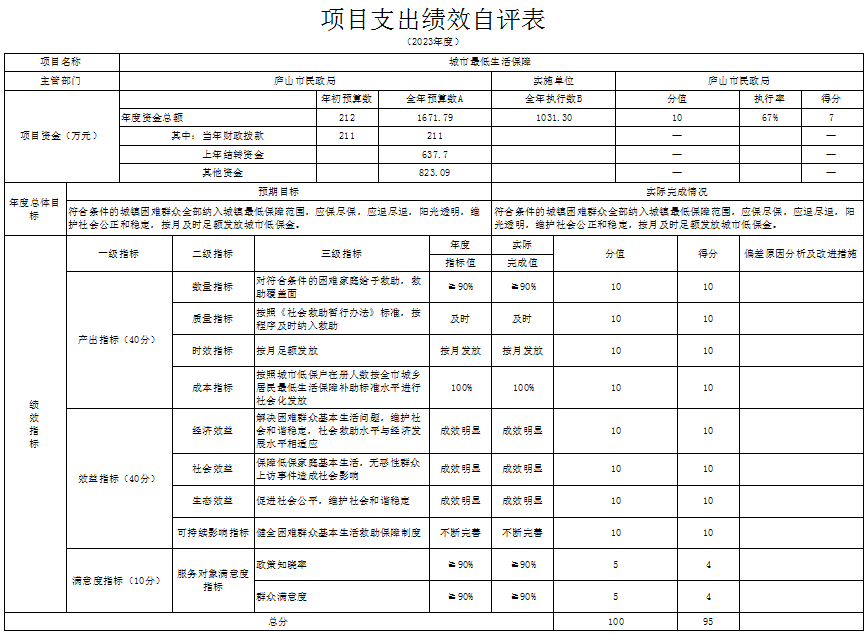 项目支出绩效自评表
(2023年度)
项目名称 城市最低生活保障
主管部门 庐山市民政局 实施单位 庐山市民政局
项目资金(万元) 年初预算数 全年预算数A 全年执行数B 分值 执行率 得分
年度资金总额 212 1671.79 1031.30 10 67% 7
其中:当年财政拨款 211 211 — —
上年结转资金 637.7 — —
其他资金 823.09 — —
年度总体目标
预期目标 实际完成情况
符合条件的城镇困难群众全部纳入城镇最低保障范围,应保尽保,应退尽退,阳光透明,维
护社会公正和稳定,按月及时足额发放城市低保金。
符合条件的城镇困难群众全部纳入城镇最低保障范围,应保尽保,应退尽退,阳
光透明,维护社会公正和稳定,按月及时足额发放城市低保金。
绩效指标
一级指标 二级指标 三级指标 年度指标值 实际完成值 分值 得分 偏差原因分析及改进措施
产出指标(40分)
数量指标 对符合条件的困难家庭给予救助,救助覆盖面 ≥90% ≥90% 10 10
质量指标 按照《社会救助暂行办法》标准,按程序及时纳入救助 及时 及时 10 10
时效指标 按月足额发放 按月发放 按月发放 10 10
成本指标 按照城市低保户在册人数按全市城乡居民最低生活保障补助标准水平进行社会化发放 100% 100% 10 10
效益指标(40分)
经济效益 解决困难群众基本生活问题,维护社会和谐稳定,社会救助水平与经济发展水平相适应 成效明显 成效明显 10 10
社会效益 保障低保家庭基本生活,无恶性群众上访事件造成社会影响 成效明显 成效明显 10 10
生态效益 促进社会公平,维护社会和谐稳定 成效明显 成效明显 10 10
可持续影响指标 健全困难群众基本生活救助保障制度 不断完善 不断完善 10 10
满意度指标(10分)
服务对象满意度指标
政策知晓率 ≥90% ≥90% 5 4
群众满意度 ≥90% ≥90% 5 4
总分 100 95